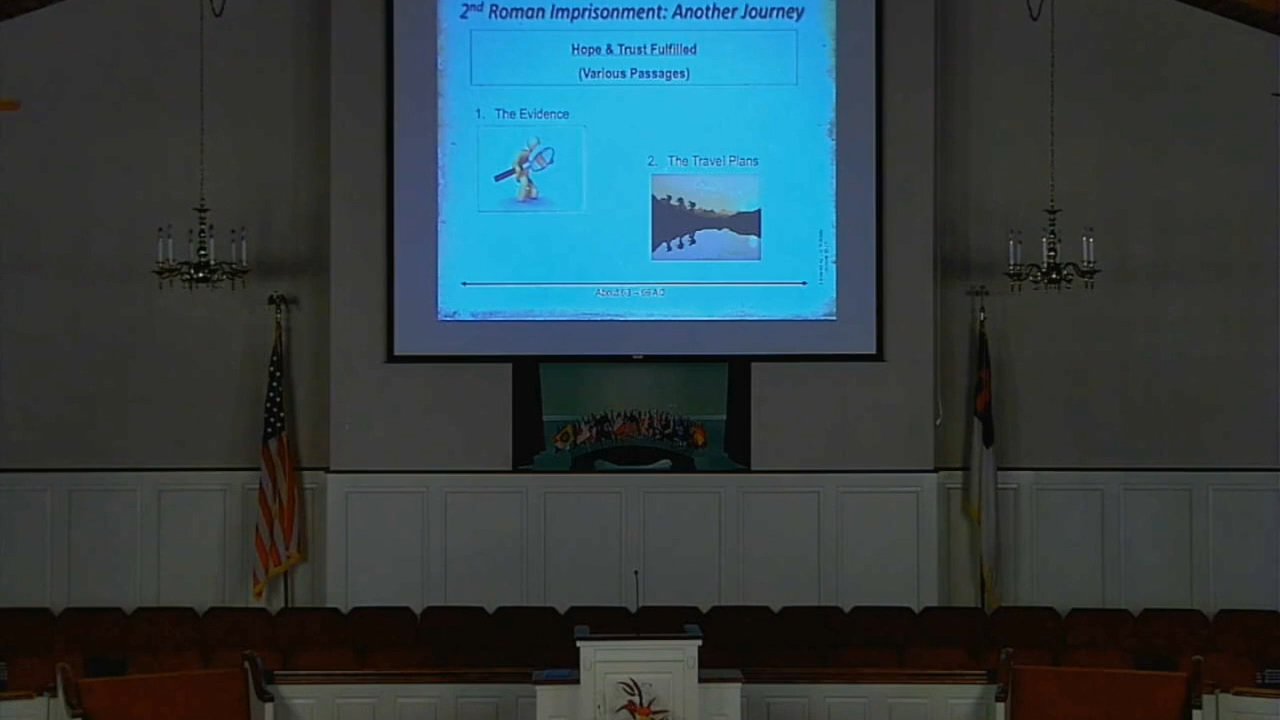 2nd Roman Imprisonment: Another Journey
Hope & Trust Fulfilled
(Various Passages)
1. The Evidence
2. The Travel Plans